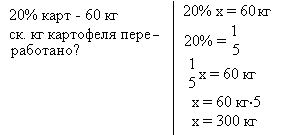 20% карт - 60 кг
ск. кг картофеля пере-
работано?
20% x = 60 кг
20% = 1/5
1/5 x = 60 кг
x = 60 кг·5
x = 300 кг